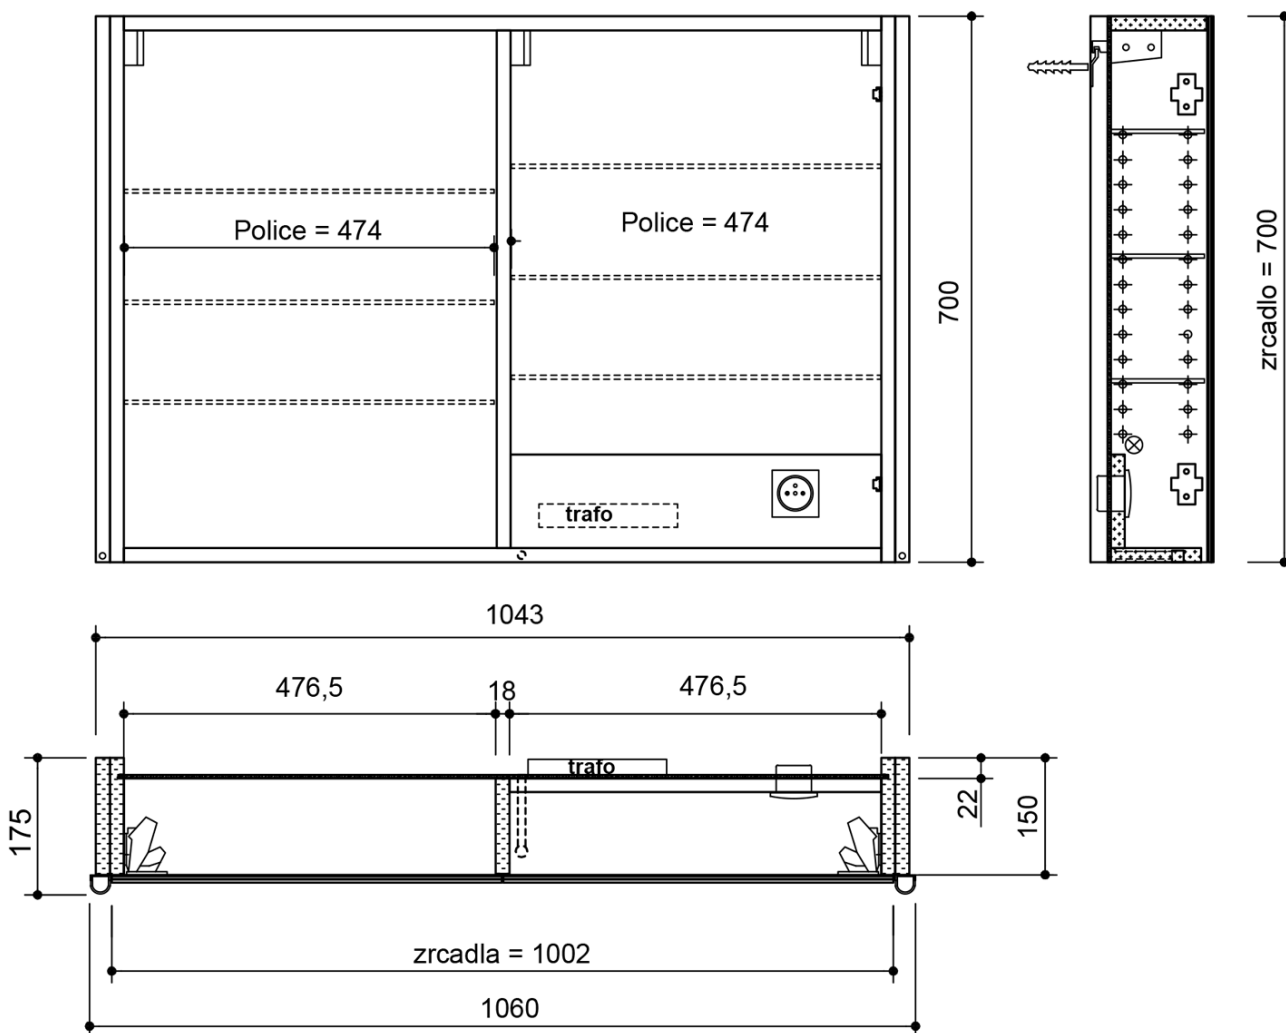 Police = 474
Police = 474
700
zrcadlo = 700
trafo
1043
476,5
18
476,5
trafo
175
22
150
zrcadla = 1002
1060